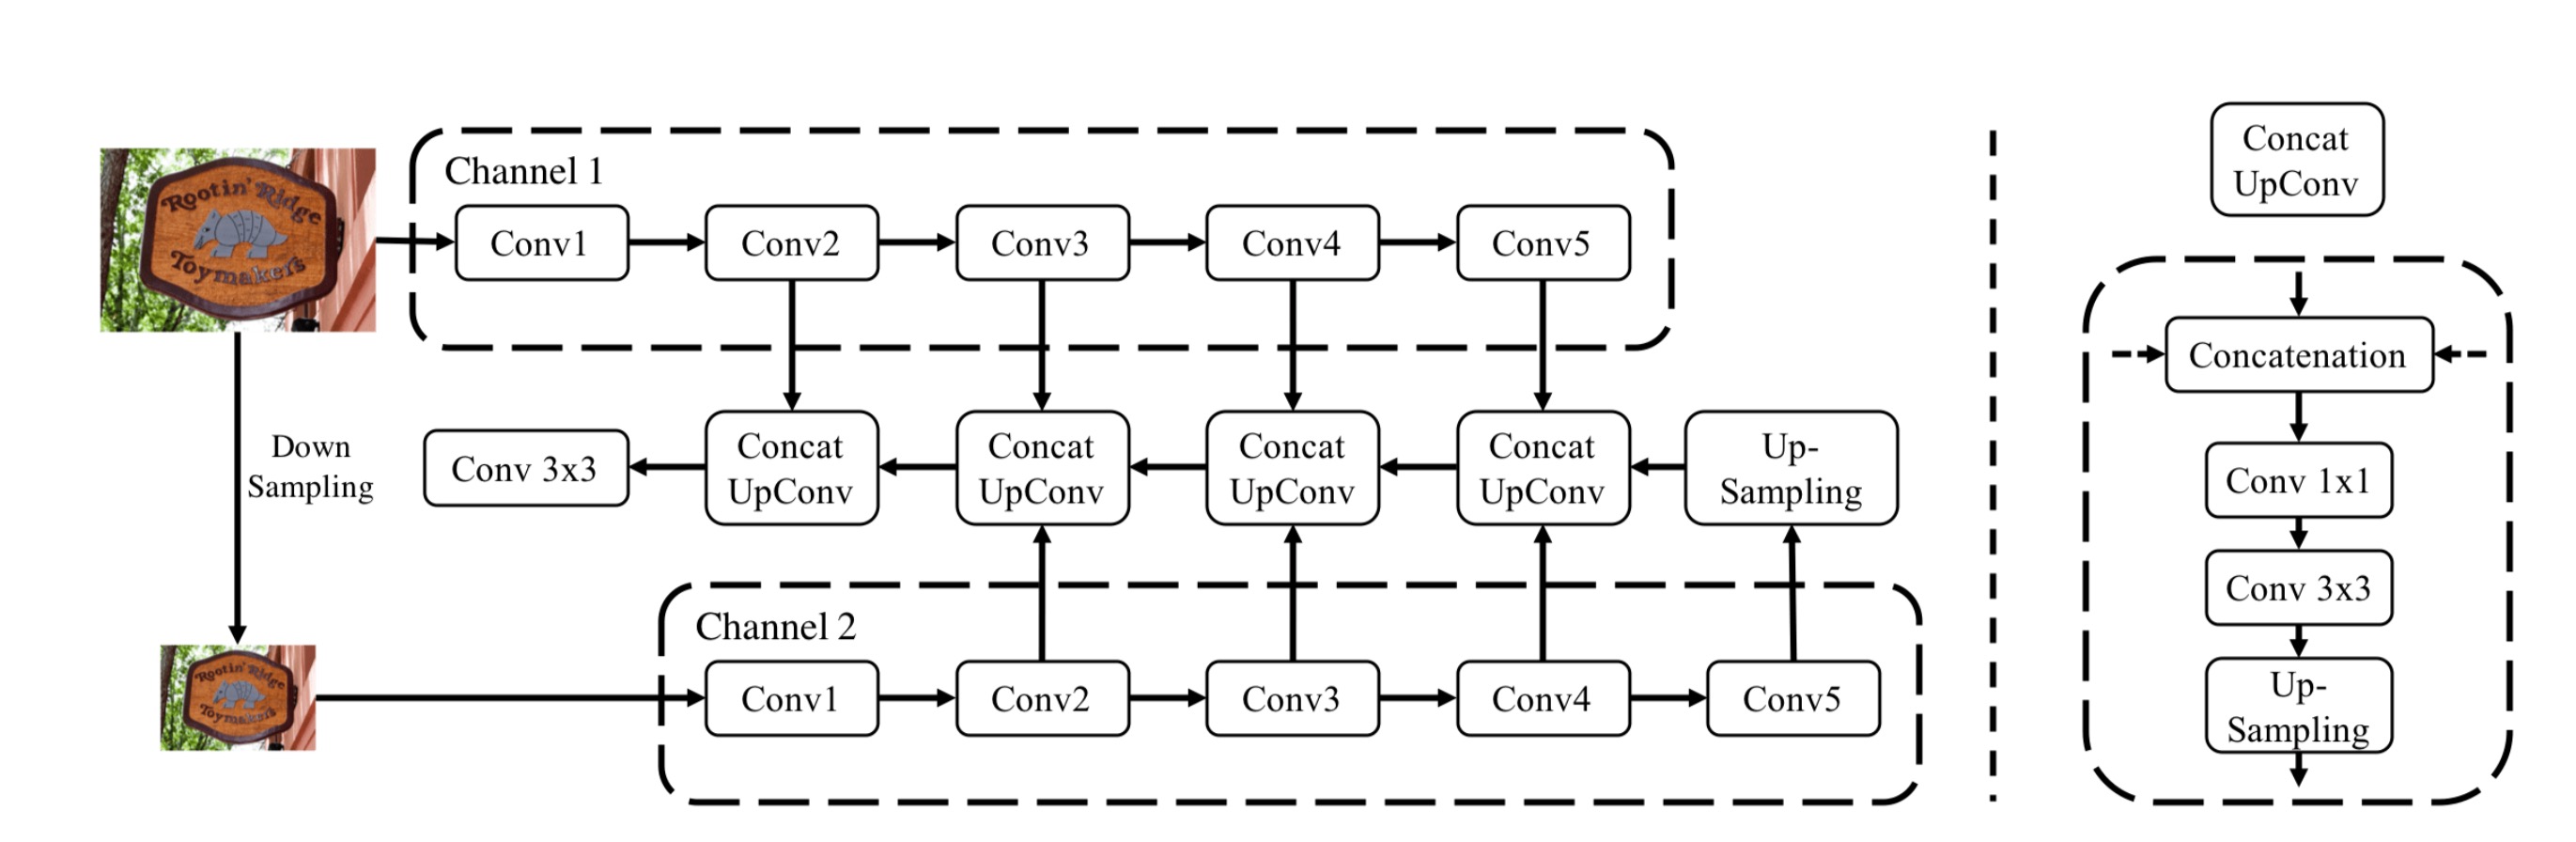 Channel 1
Rootin' Ridge
Toymakers
Conv1
Conv2
Conv3
Conv4
Conv5
Down
Sampling
Conv 3x3
Concat
UpConv
Concat
UpConv
Concat
UpConv
Concat
UpConv
Up-
Sampling
Channel 2
Rootin' Ridge
Toymakers
Conv1
Conv2
Conv3
Conv4
Conv5
Concat
UpConv
Concatenation
Conv 1x1
Conv 3x3
Up-
Sampling